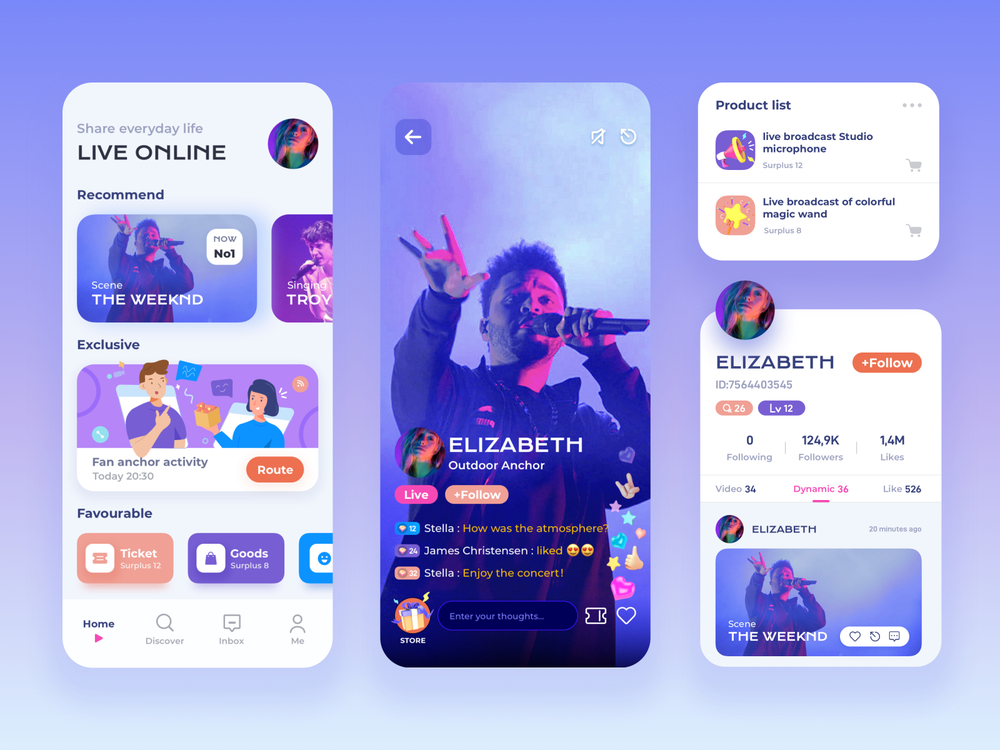 Share everyday life
LIVE ONLINE
Recommend
NOW
No1
Scene
THE WEEKND
Singing
TROY
Exclusive
Fan anchor activity
Today 20:30
Route
Favourable
Ticket
Surplus 12
Goods
Surplus 8
Home
Discover
Inbox
Me
ELIZABETH
Outdoor Anchor
Live
+Follow
12 Stella : How was the atmosphere?
24 James Christensen : liked 😍😍
32 Stella : Enjoy the concert!
STORE
Enter your thoughts...
Product list
live broadcast Studio
microphone
Surplus 12
Live broadcast of colorful
magic wand
Surplus 8
ELIZABETH
+Follow
ID:7564403545
26
Lv 12
0
Following
124,9K
Followers
1,4M
Likes
Video 34
Dynamic 36
Like 526
ELIZABETH
20 minutes ago
Scene
THE WEEKND